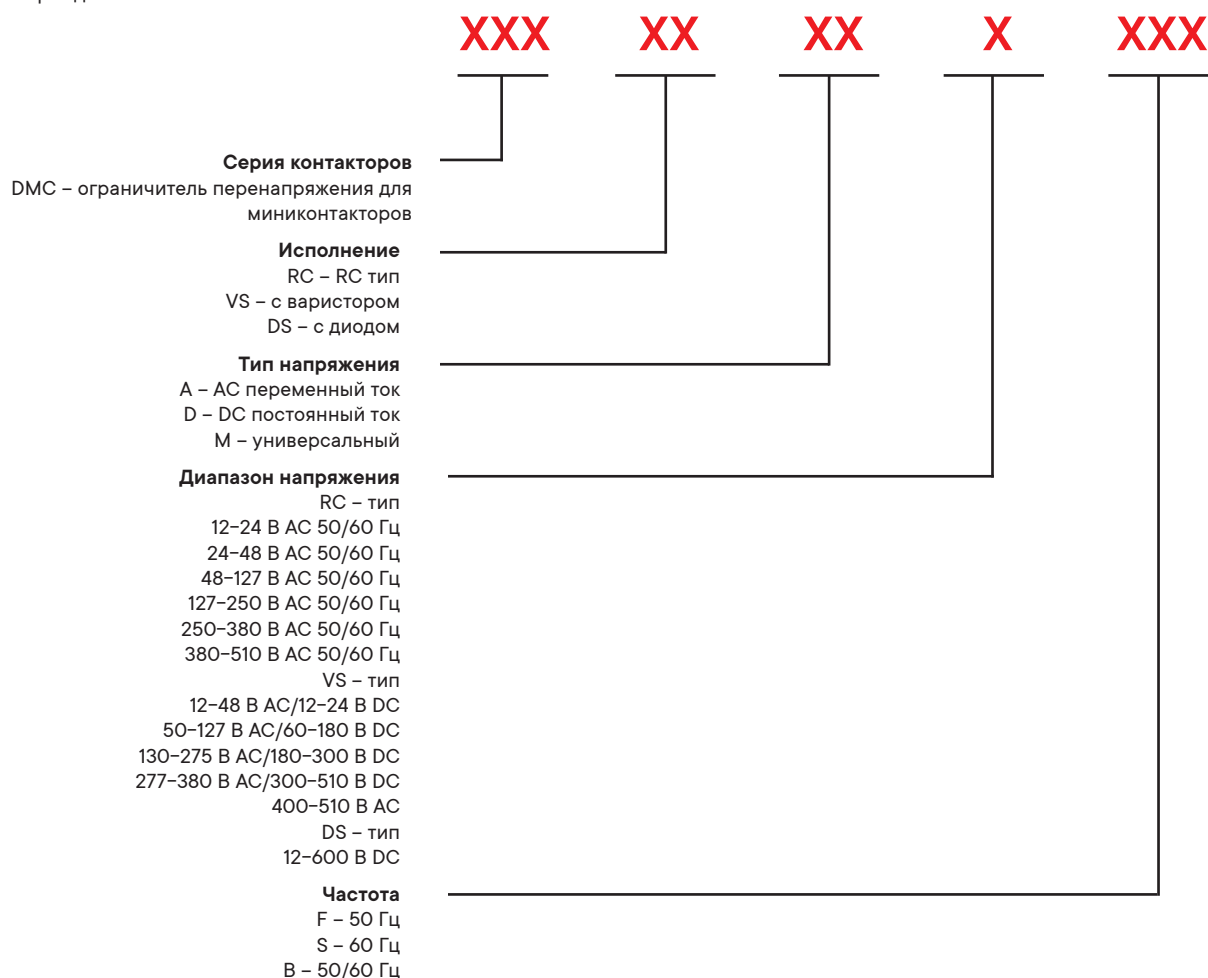 XXX XX XX X XXX
Серия контакторов
DMC – ограничитель перенапряжения для
миниконтакторов
Исполнение
RC – RC тип
VS – с варистором
DS – с диодом
Тип напряжения
A – AC переменный ток
D – DC постоянный ток
M – универсальный
Диапазон напряжения
RC – тип
12–24 В AC 50/60 Гц
24–48 В AC 50/60 Гц
48–127 В AC 50/60 Гц
127–250 В AC 50/60 Гц
250–380 В AC 50/60 Гц
380–510 В AC 50/60 Гц
VS – тип
12–48 В AC/12–24 В DC
50–127 В AC/60–180 В DC
130–275 В AC/180–300 В DC
277–380 В AC/300–510 В DC
400–510 В AC
DS – тип
12–600 В DC
Частота
F – 50 Гц
S – 60 Гц
B – 50/60 Гц